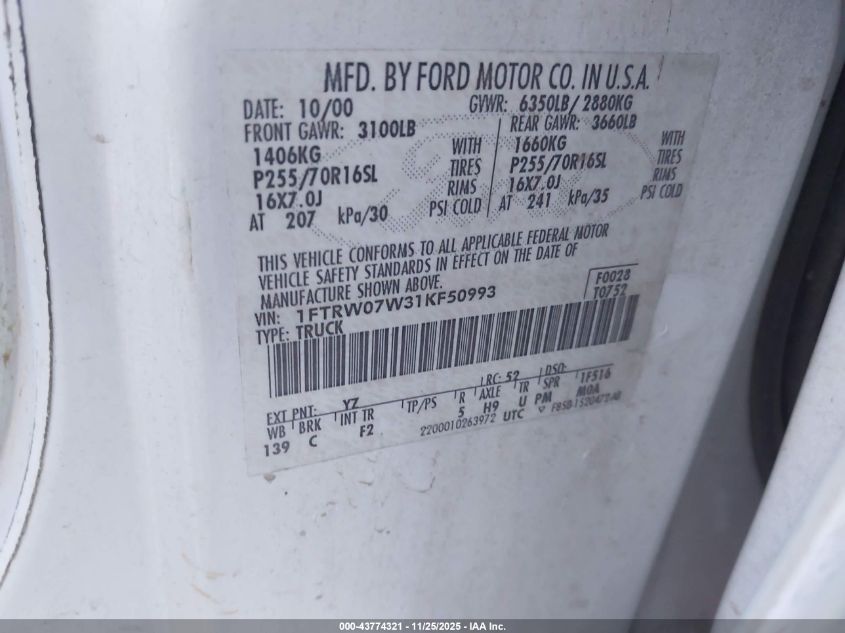 MFD. BY FORD MOTOR CO. IN U.S.A.
DATE: 10/00 GVWR: 6350LB/ 2880KG
FRONT GAWR: 3100LB REAR GAWR: 3660LB
1406KG WITH 1660KG WITH
P255/70R16SL TIRES P255/70R16SL TIRES
16X7.0J RIMS 16X7.0J RIMS
AT 207 kPa/30 PSI COLD AT 241 kPa/35 PSI COLD
THIS VEHICLE CONFORMS TO ALL APPLICABLE FEDERAL MOTOR
VEHICLE SAFETY STANDARDS IN EFFECT ON THE DATE OF
MANUFACTURE SHOWN ABOVE.
VIN: 1FTRW07W31KF50993 F0028
TYPE: TRUCK T0752
EXT PNT: YZ RC: 52 DSO:
WB BRK INT TR TP/PS R AXLE TR SPR 1F516
139 C F2 5 H9 U PM M0A
2200010263972 UTC
000-43774321 - 11/25/2025 - IAA Inc.